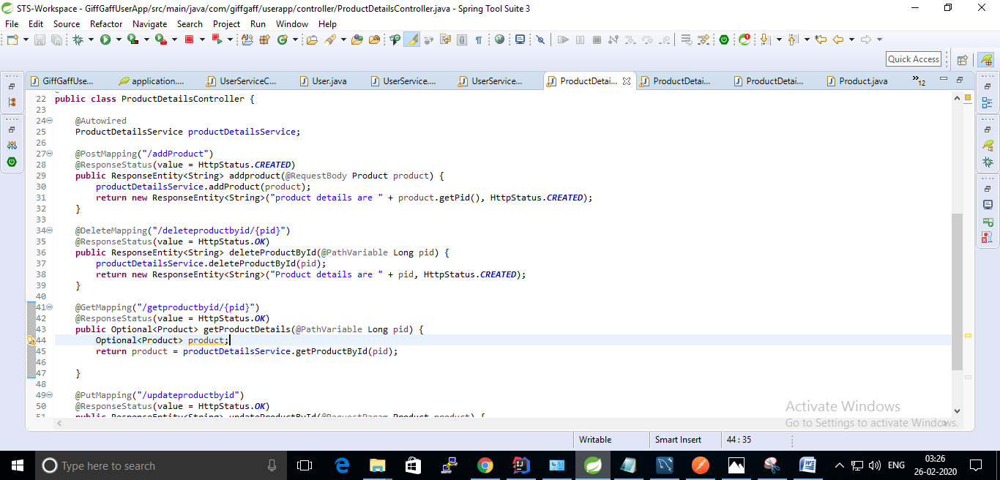 STS-Workspace - GiffGaffUserApp/src/main/java/com/giffgaff/userapp/controller/ProductDetailsController.java - Spring Tool Suite 3
File Edit Source Refactor Navigate Search Project Run Window Help
Quick Access
GiffGaffUse... application.... UserServiceC... User.java UserService.... UserService... ProductDetai... ProductDetai... ProductDetai... Product.java »12
22 public class ProductDetailsController {
23
24 @Autowired
25 ProductDetailsService productDetailsService;
26
27 @PostMapping("/addProduct")
28 @ResponseStatus(value = HttpStatus.CREATED)
29 public ResponseEntity<String> addproduct(@RequestBody Product product) {
30 productDetailsService.addProduct(product);
31 return new ResponseEntity<String>("product details are " + product.getPid(), HttpStatus.CREATED);
32 }
33
34 @DeleteMapping("/deleteproductbyid/{pid}")
35 @ResponseStatus(value = HttpStatus.OK)
36 public ResponseEntity<String> deleteProductById(@PathVariable Long pid) {
37 productDetailsService.deleteProductById(pid);
38 return new ResponseEntity<String>("Product details are " + pid, HttpStatus.CREATED);
39 }
40
41 @GetMapping("/getproductbyid/{pid}")
42 @ResponseStatus(value = HttpStatus.OK)
43 public Optional<Product> getProductDetails(@PathVariable Long pid) {
44 Optional<Product> product;
45 return product = productDetailsService.getProductById(pid);
46
47 }
48
49 @PutMapping("/updateproductbyid")
50 @ResponseStatus(value = HttpStatus.OK)
51 public ResponseEntity<String> updateProductById(@RequestParam Product product) {
Activate Windows
Go to Settings to activate Windows.
Writable Smart Insert 44 : 35
Type here to search
ENG 03:26
26-02-2020